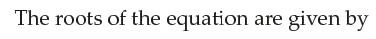 The roots of the equation are given by